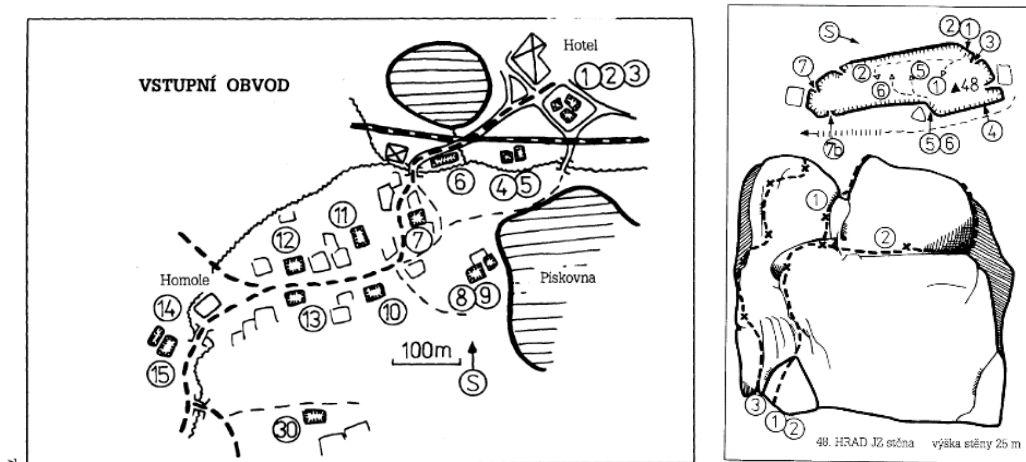 Hotel
VSTUPNÍ OBVOD
1 2 3
4 5
6
7
8 9
10
11
12
13
Homole
14
15
30
Pískovna
100m
S
S
2 1
3
7
2
5
6
1
▲48
4
7b
5 6
1
2
3
1
2
48. HRAD JZ stěna výška stěny 25 m